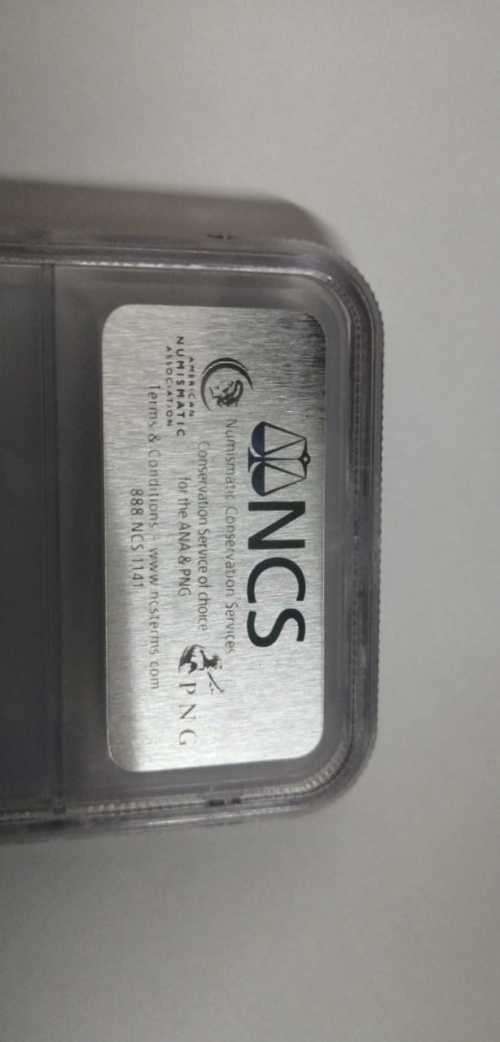 NCS
Numismatic Conservation Services
Conservation Service of choice
for the ANA & PNG
AMERICAN
NUMISMATIC
ASSOCIATION
PNG
Terms & Conditions - www.ncsterms.com
888 NCS 1141